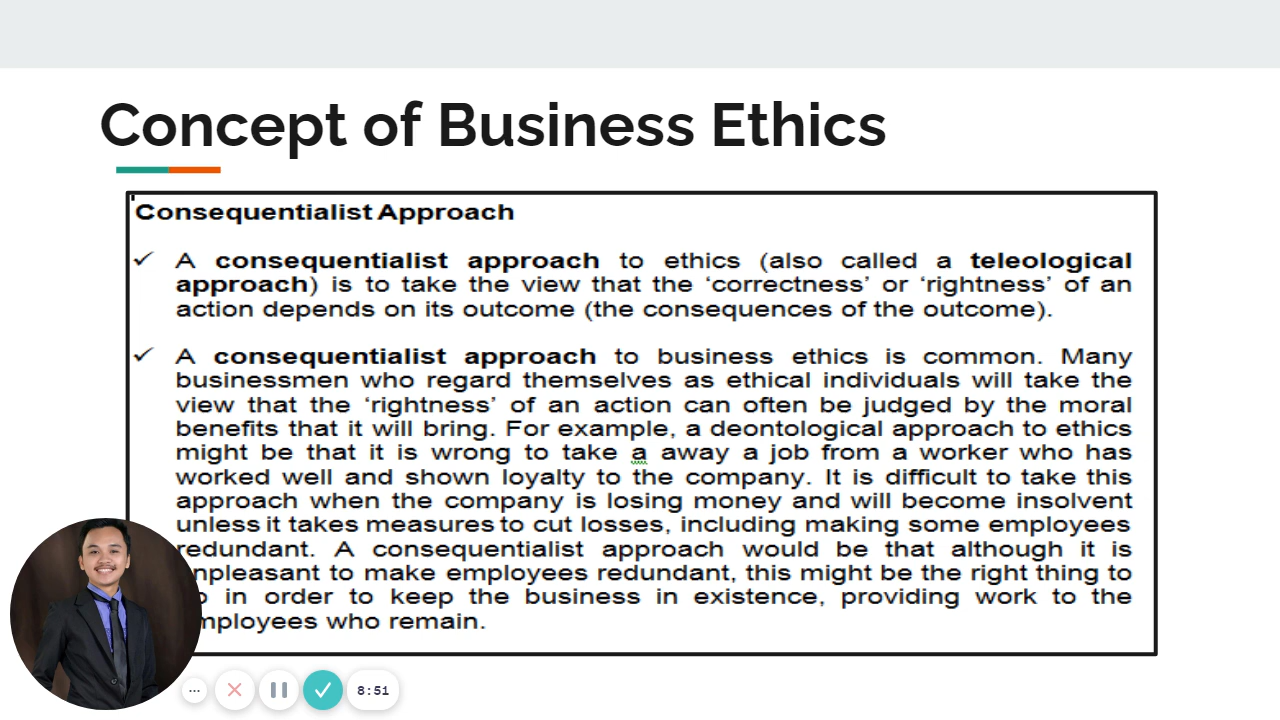 Concept of Business Ethics
Consequentialist Approach
✓ A consequentialist approach to ethics (also called a teleological
approach) is to take the view that the ‘correctness’ or ‘rightness’ of an
action depends on its outcome (the consequences of the outcome).
✓ A consequentialist approach to business ethics is common. Many
businessmen who regard themselves as ethical individuals will take the
view that the ‘rightness’ of an action can often be judged by the moral
benefits that it will bring. For example, a deontological approach to ethics
might be that it is wrong to take a away a job from a worker who has
worked well and shown loyalty to the company. It is difficult to take this
approach when the company is losing money and will become insolvent
unless it takes measures to cut losses, including making some employees
redundant. A consequentialist approach would be that although it is
npleasant to make employees redundant, this might be the right thing to
in order to keep the business in existence, providing work to the
mployees who remain.
8:51